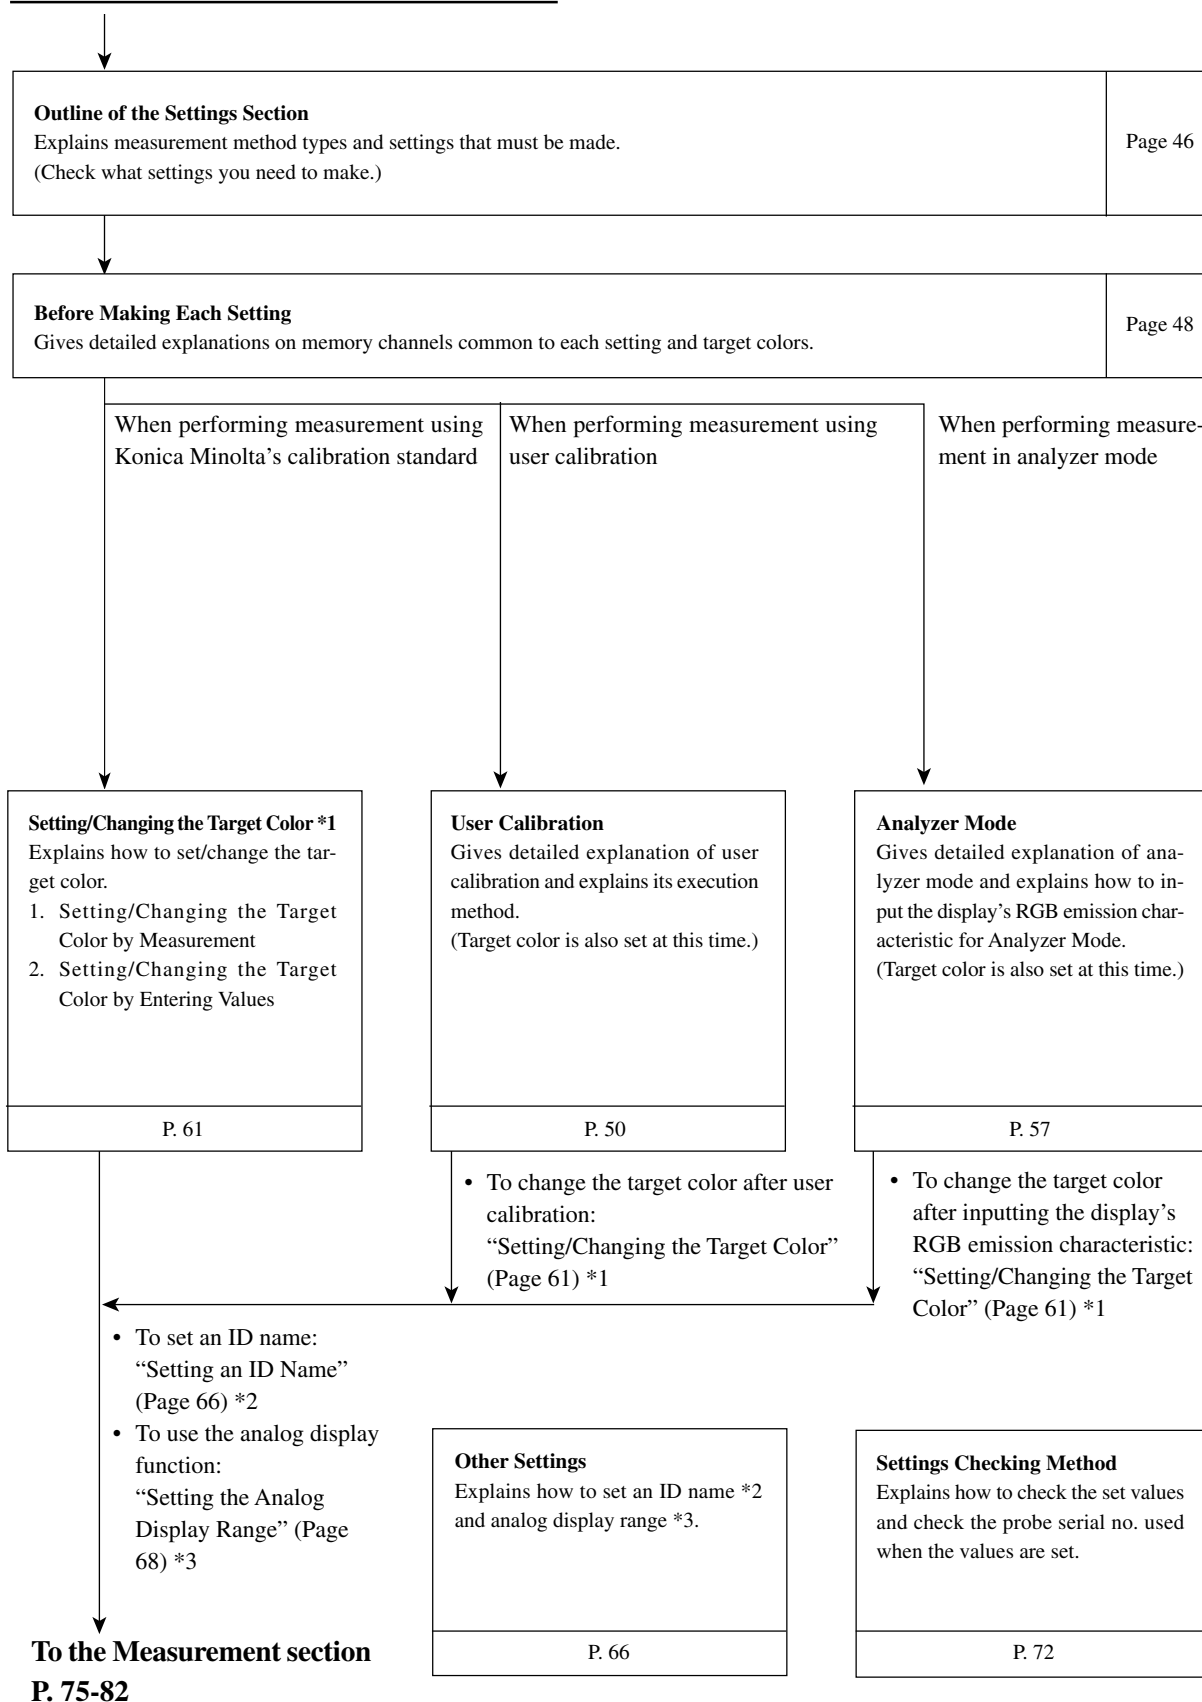 Outline of the Settings Section
Explains measurement method types and settings that must be made.
(Check what settings you need to make.)
Page 46
Before Making Each Setting
Gives detailed explanations on memory channels common to each setting and target colors.
Page 48
When performing measurement using
Konica Minolta’s calibration standard
When performing measurement using
user calibration
When performing measure-
ment in analyzer mode
Setting/Changing the Target Color *1
Explains how to set/change the tar-
get color.
1. Setting/Changing the Target
Color by Measurement
2. Setting/Changing the Target
Color by Entering Values
P. 61
User Calibration
Gives detailed explanation of user
calibration and explains its execution
method.
(Target color is also set at this time.)
P. 50
Analyzer Mode
Gives detailed explanation of ana-
lyzer mode and explains how to in-
put the display’s RGB emission char-
acteristic for Analyzer Mode.
(Target color is also set at this time.)
P. 57
• To change the target color after user
calibration:
“Setting/Changing the Target Color”
(Page 61) *1
• To change the target color
after inputting the display’s
RGB emission characteristic:
“Setting/Changing the Target
Color” (Page 61) *1
• To set an ID name:
“Setting an ID Name”
(Page 66) *2
• To use the analog display
function:
“Setting the Analog
Display Range” (Page
68) *3
Other Settings
Explains how to set an ID name *2
and analog display range *3.
P. 66
Settings Checking Method
Explains how to check the set values
and check the probe serial no. used
when the values are set.
P. 72
To the Measurement section
P. 75-82